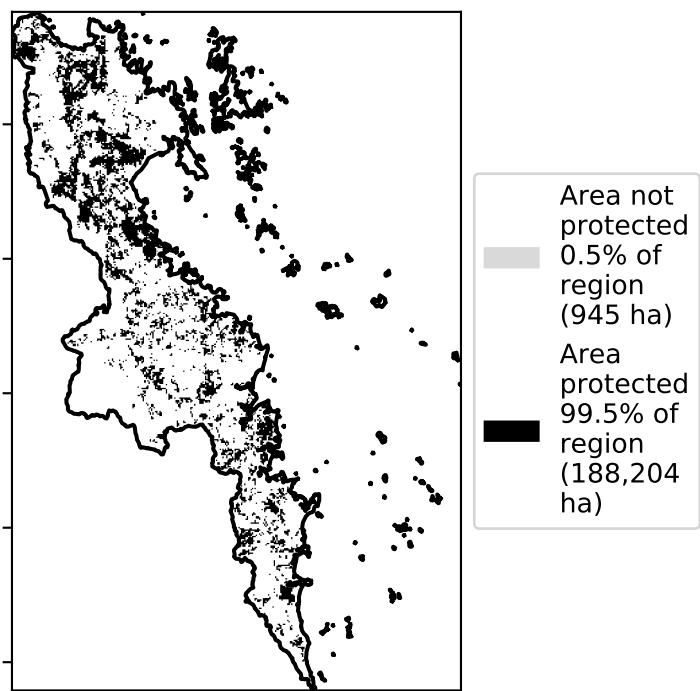 Area not
protected
0.5% of
region
(945 ha)
Area
protected
99.5% of
region
(188,204
ha)